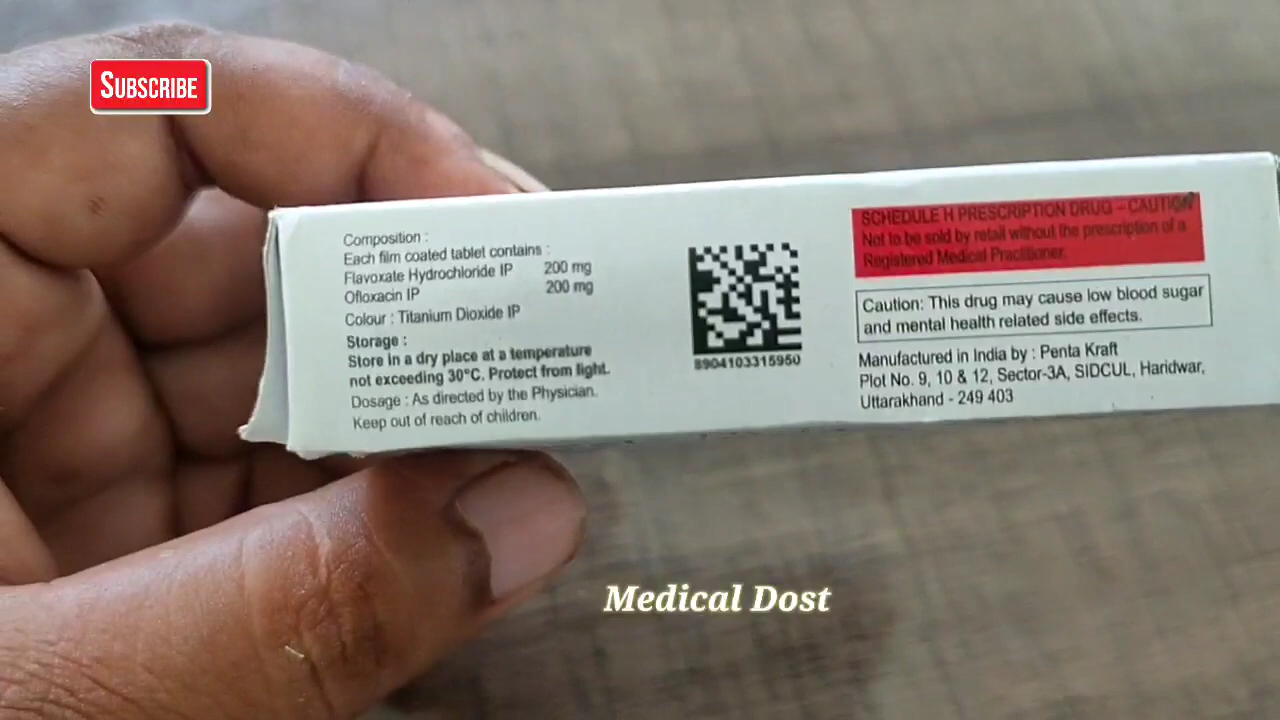 SUBSCRIBE
Composition :
Each film coated tablet contains :
Flavoxate Hydrochloride IP 200 mg
Ofloxacin IP 200 mg
Colour : Titanium Dioxide IP
Storage :
Store in a dry place at a temperature
not exceeding 30°C. Protect from light.
Dosage : As directed by the Physician.
Keep out of reach of children.
8904103315950
SCHEDULE H PRESCRIPTION DRUG – CAUTION
Not to be sold by retail without the prescription of a
Registered Medical Practitioner.
Caution: This drug may cause low blood sugar
and mental health related side effects.
Manufactured in India by : Penta Kraft
Plot No. 9, 10 & 12, Sector-3A, SIDCUL, Haridwar,
Uttarakhand - 249 403
Medical Dost